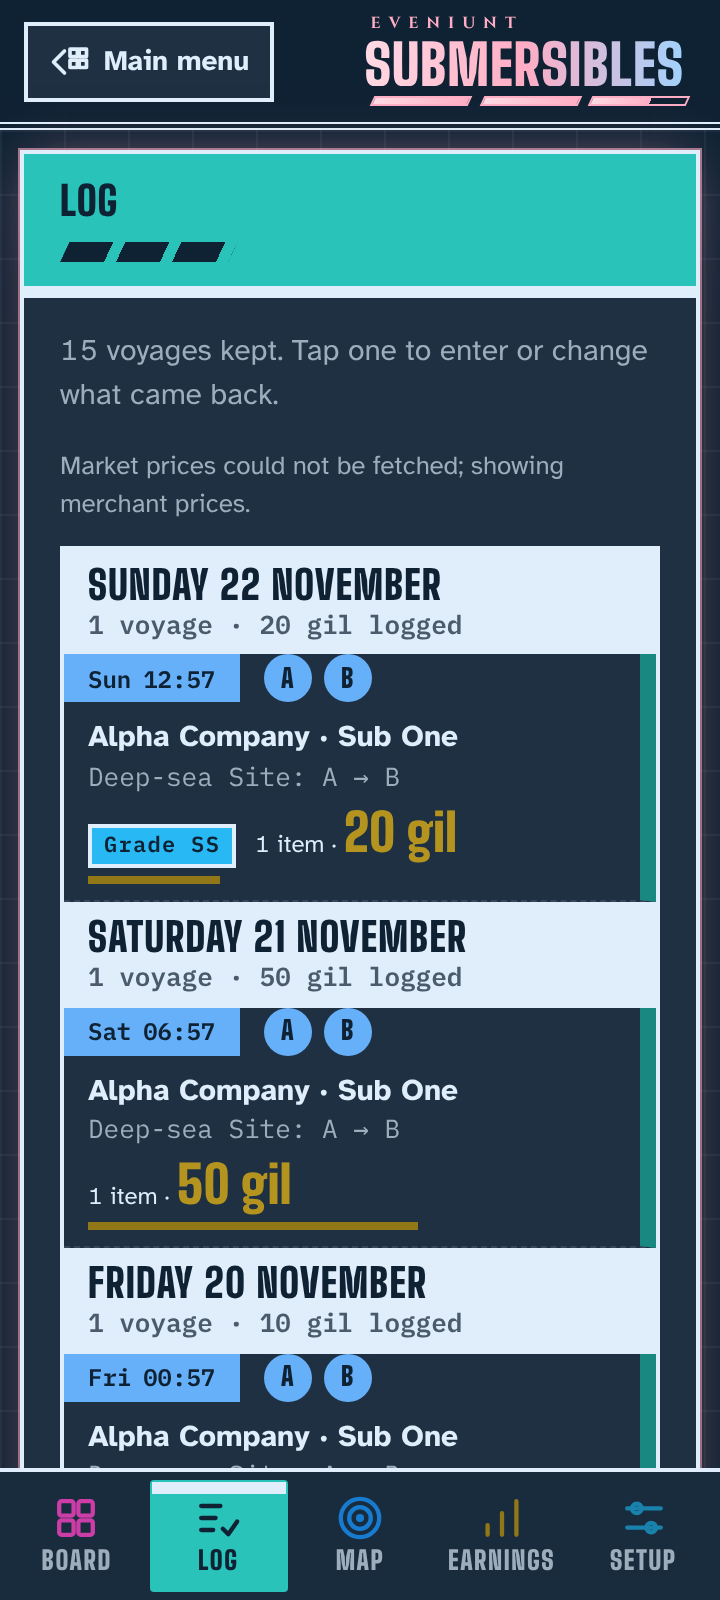 Main menu
EVENIUNT
SUBMERSIBLES
LOG
15 voyages kept. Tap one to enter or change
what came back.
Market prices could not be fetched; showing
merchant prices.
SUNDAY 22 NOVEMBER
1 voyage · 20 gil logged
Sun 12:57 A B
Alpha Company · Sub One
Deep-sea Site: A → B
Grade SS 1 item · 20 gil
SATURDAY 21 NOVEMBER
1 voyage · 50 gil logged
Sat 06:57 A B
Alpha Company · Sub One
Deep-sea Site: A → B
1 item · 50 gil
FRIDAY 20 NOVEMBER
1 voyage · 10 gil logged
Fri 00:57 A B
Alpha Company · Sub One
BOARD LOG MAP EARNINGS SETUP